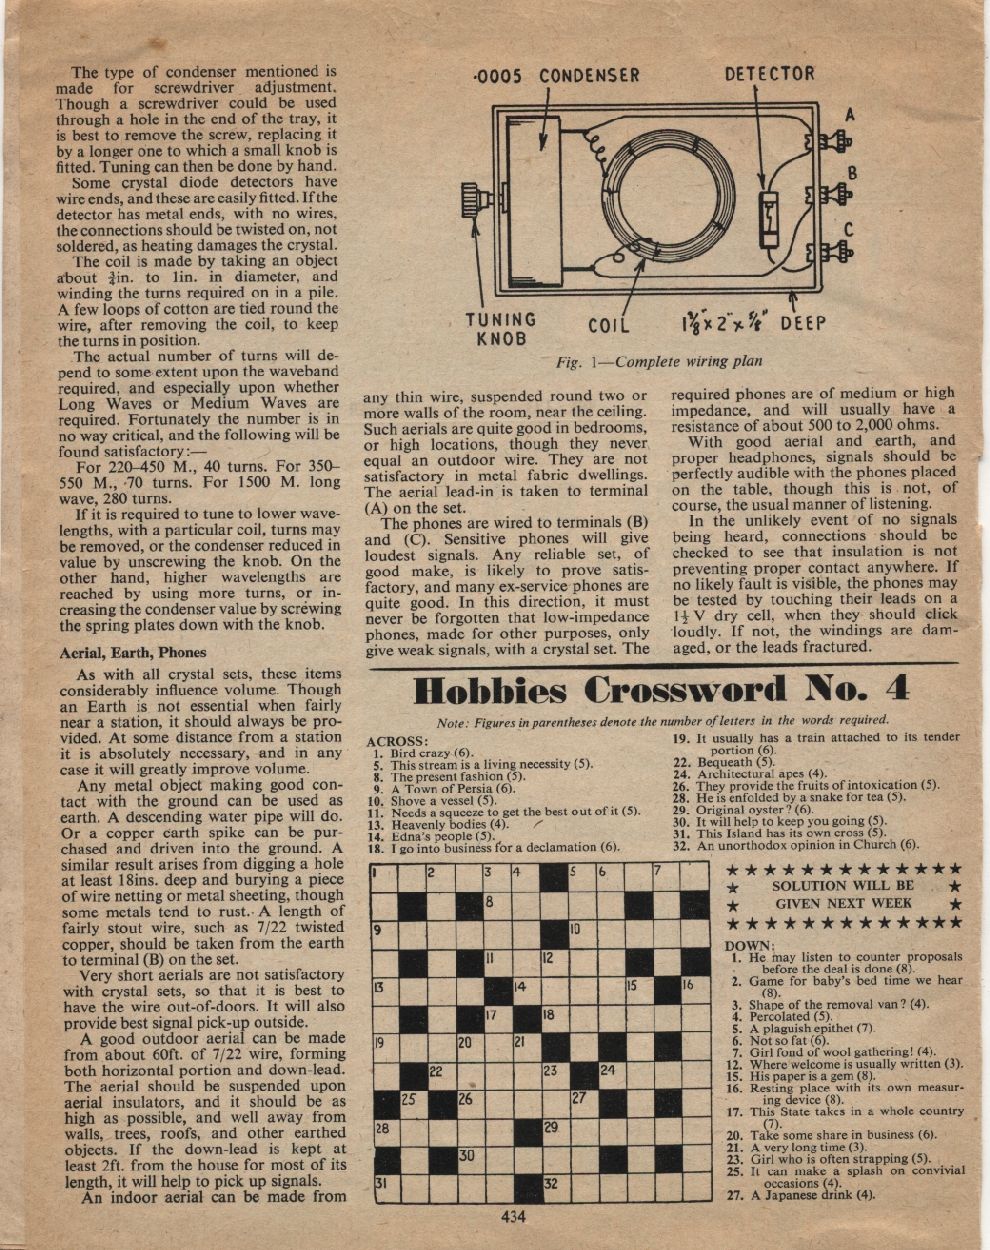 The type of condenser mentioned is
made for screwdriver adjustment.
Though a screwdriver could be used
through a hole in the end of the tray, it
is best to remove the screw, replacing it
by a longer one to which a small knob is
fitted. Tuning can then be done by hand.
Some crystal diode detectors have
wire ends, and these are easily fitted. If the
detector has metal ends, with no wires,
the connections should be twisted on, not
soldered, as heating damages the crystal.
The coil is made by taking an object
about ¾in. to 1in. in diameter, and
winding the turns required on in a pile.
A few loops of cotton are tied round the
wire, after removing the coil, to keep
the turns in position.
The actual number of turns will de-
pend to some extent upon the waveband
required, and especially upon whether
Long Waves or Medium Waves are
required. Fortunately the number is in
no way critical, and the following will be
found satisfactory:—
For 220–450 M., 40 turns. For 350–
550 M., 70 turns. For 1500 M. long
wave, 280 turns.
If it is required to tune to lower wave-
lengths, with a particular coil, turns may
be removed, or the condenser reduced in
value by unscrewing the knob. On the
other hand, higher wavelengths are
reached by using more turns, or in-
creasing the condenser value by screwing
the spring plates down with the knob.
Aerial, Earth, Phones
As with all crystal sets, these items
considerably influence volume. Though
an Earth is not essential when fairly
near a station, it should always be pro-
vided. At some distance from a station
it is absolutely necessary, and in any
case it will greatly improve volume.
Any metal object making good con-
tact with the ground can be used as
earth. A descending water pipe will do.
Or a copper earth spike can be pur-
chased and driven into the ground. A
similar result arises from digging a hole
at least 18ins. deep and burying a piece
of wire netting or metal sheeting, though
some metals tend to rust. A length of
fairly stout wire, such as 7/22 twisted
copper, should be taken from the earth
to terminal (B) on the set.
Very short aerials are not satisfactory
with crystal sets, so that it is best to
have the wire out-of-doors. It will also
provide best signal pick-up outside.
A good outdoor aerial can be made
from about 60ft. of 7/22 wire, forming
both horizontal portion and down-lead.
The aerial should be suspended upon
aerial insulators, and it should be as
high as possible, and well away from
walls, trees, roofs, and other earthed
objects. If the down-lead is kept at
least 2ft. from the house for most of its
length, it will help to pick up signals.
An indoor aerial can be made from
·0005 CONDENSER
DETECTOR
A
B
C
TUNING
KNOB
COIL
DEEP
Fig. 1—Complete wiring plan
any thin wire, suspended round two or
more walls of the room, near the ceiling.
Such aerials are quite good in bedrooms,
or high locations, though they never
equal an outdoor wire. They are not
satisfactory in metal fabric dwellings.
The aerial lead-in is taken to terminal
(A) on the set.
The phones are wired to terminals (B)
and (C). Sensitive phones will give
loudest signals. Any reliable set, of
good make, is likely to prove satis-
factory, and many ex-service phones are
quite good. In this direction, it must
never be forgotten that low-impedance
phones, made for other purposes, only
give weak signals, with a crystal set. The
required phones are of medium or high
impedance, and will usually have a
resistance of about 500 to 2,000 ohms.
With good aerial and earth, and
proper headphones, signals should be
perfectly audible with the phones placed
on the table, though this is not, of
course, the usual manner of listening.
In the unlikely event of no signals
being heard, connections should be
checked to see that insulation is not
preventing proper contact anywhere. If
no likely fault is visible, the phones may
be tested by touching their leads on a
1½ V dry cell, when they should click
loudly. If not, the windings are dam-
aged, or the leads fractured.
Hobbies Crossword No. 4
Note: Figures in parentheses denote the number of letters in the words required.
ACROSS:
1. Bird crazy (6).
5. This stream is a living necessity (5).
8. The present fashion (5).
9. A Town of Persia (6).
10. Shove a vessel (5).
11. Needs a squeeze to get the best out of it (5).
13. Heavenly bodies (4).
14. Edna's people (5).
18. I go into business for a declamation (6).
19. It usually has a train attached to its tender
portion (6).
22. Bequeath (5).
24. Architectural apes (4).
26. They provide the fruits of intoxication (5).
28. He is enfolded by a snake for tea (5).
29. Original oyster? (6).
30. It will help to keep you going (5).
31. This Island has its own cross (5).
32. An unorthodox opinion in Church (6).
1 2 3 4 5 6 7
8
9 10
11 12
13 14 15 16
17 18
19 20 21
22 23 24
25 26 27
28 29
30
31 32
★ ★ ★ ★ ★ ★ ★ ★ ★ ★ ★ ★ ★
★ SOLUTION WILL BE ★
★ GIVEN NEXT WEEK ★
★ ★ ★ ★ ★ ★ ★ ★ ★ ★ ★ ★ ★
DOWN:
1. He may listen to counter proposals
before the deal is done (8).
2. Game for baby's bed time we hear
(8).
3. Shape of the removal van? (4).
4. Percolated (5).
5. A plaguish epithet (7).
6. Not so fat (6).
7. Girl fond of wool gathering! (4).
12. Where welcome is usually written (3).
15. His paper is a gem (8).
16. Resting place with its own measur-
ing device (8).
17. This State takes in a whole country
(7).
20. Take some share in business (6).
21. A very long time (3).
23. Girl who is often strapping (5).
25. It can make a splash on convivial
occasions (4).
27. A Japanese drink (4).
434